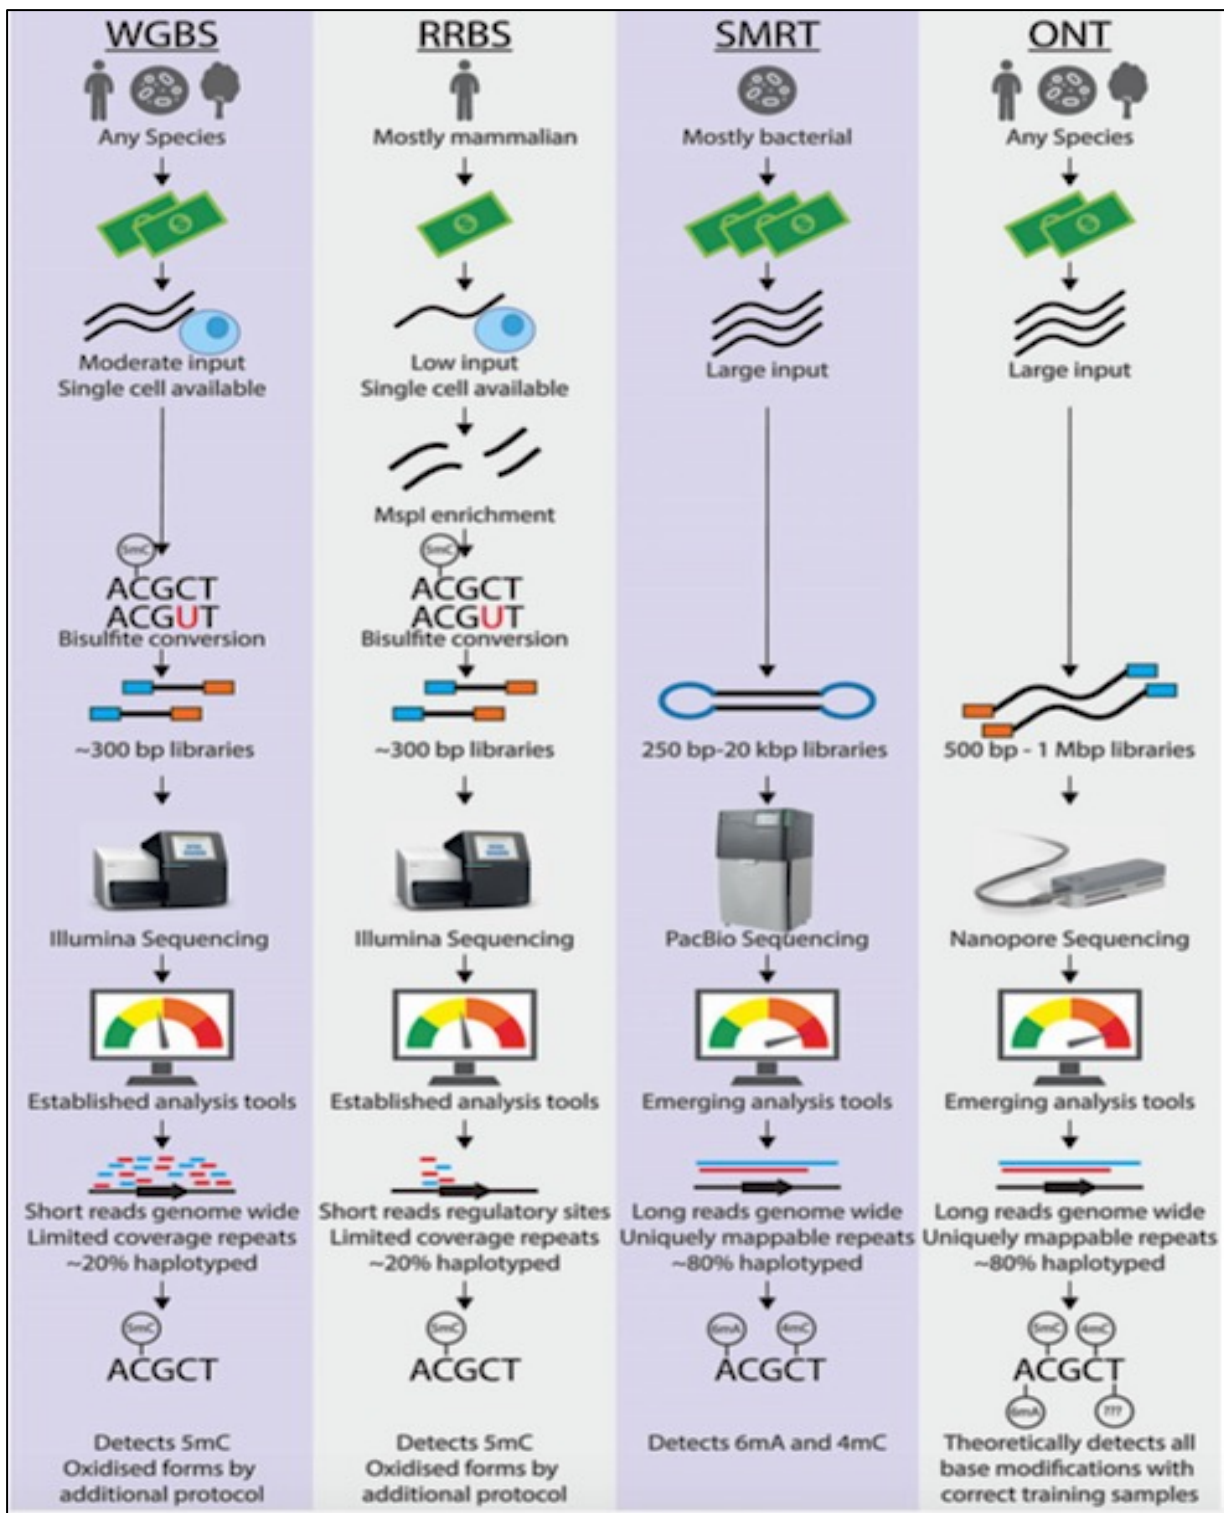 WGBS
Any Species
Moderate input
Single cell available
5mC
ACGCT
ACGUT
Bisulfite conversion
~300 bp libraries
Illumina Sequencing
Established analysis tools
Short reads genome wide
Limited coverage repeats
~20% haplotyped
5mC
ACGCT
Detects 5mC
Oxidised forms by
additional protocol
RRBS
Mostly mammalian
Low input
Single cell available
MspI enrichment
5mC
ACGCT
ACGUT
Bisulfite conversion
~300 bp libraries
Illumina Sequencing
Established analysis tools
Short reads regulatory sites
Limited coverage repeats
~20% haplotyped
5mC
ACGCT
Detects 5mC
Oxidised forms by
additional protocol
SMRT
Mostly bacterial
Large input
250 bp-20 kbp libraries
PacBio Sequencing
Emerging analysis tools
Long reads genome wide
Uniquely mappable repeats
~80% haplotyped
6mA 4mC
ACGCT
Detects 6mA and 4mC
ONT
Any Species
Large input
500 bp - 1 Mbp libraries
Nanopore Sequencing
Emerging analysis tools
Long reads genome wide
Uniquely mappable repeats
~80% haplotyped
5mC 4mC
ACGCT
6mA ???
Theoretically detects all
base modifications with
correct training samples